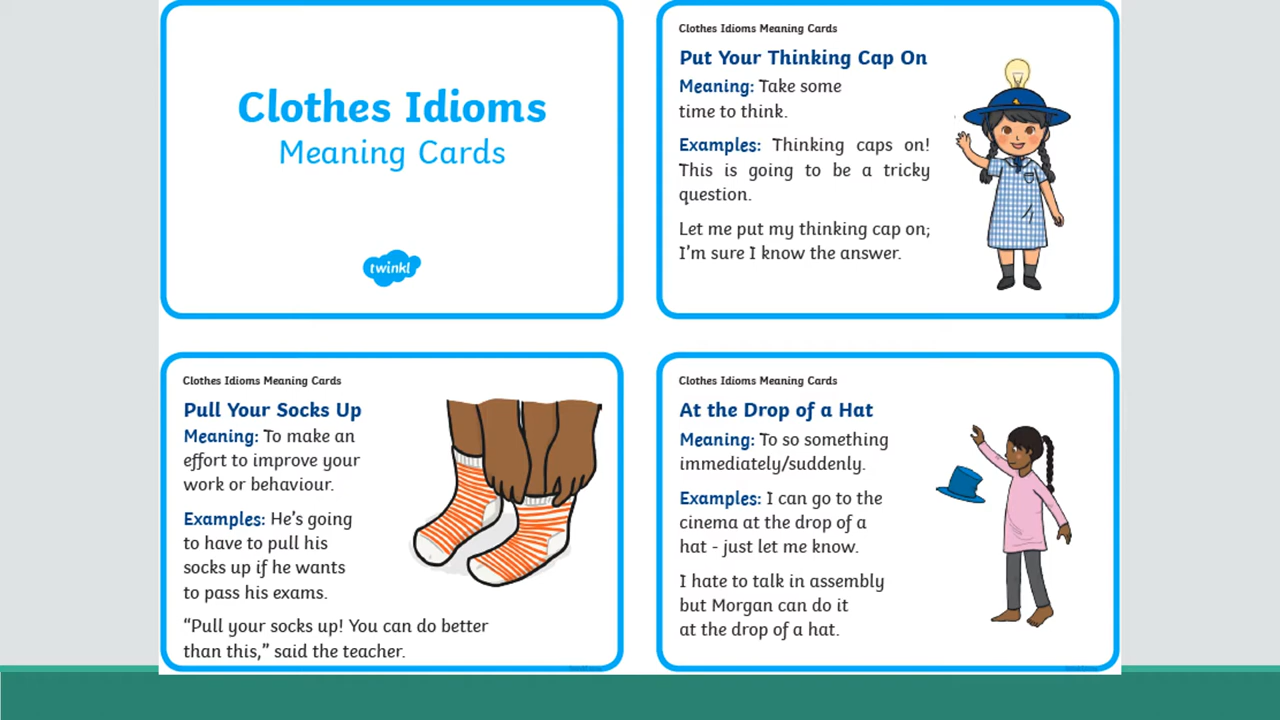 Clothes Idioms
Meaning Cards
twinkl
Clothes Idioms Meaning Cards
Put Your Thinking Cap On
Meaning: Take some
time to think.
Examples: Thinking caps on!
This is going to be a tricky
question.
Let me put my thinking cap on;
I'm sure I know the answer.
Clothes Idioms Meaning Cards
Pull Your Socks Up
Meaning: To make an
effort to improve your
work or behaviour.
Examples: He's going
to have to pull his
socks up if he wants
to pass his exams.
“Pull your socks up! You can do better
than this,” said the teacher.
Clothes Idioms Meaning Cards
At the Drop of a Hat
Meaning: To so something
immediately/suddenly.
Examples: I can go to the
cinema at the drop of a
hat - just let me know.
I hate to talk in assembly
but Morgan can do it
at the drop of a hat.